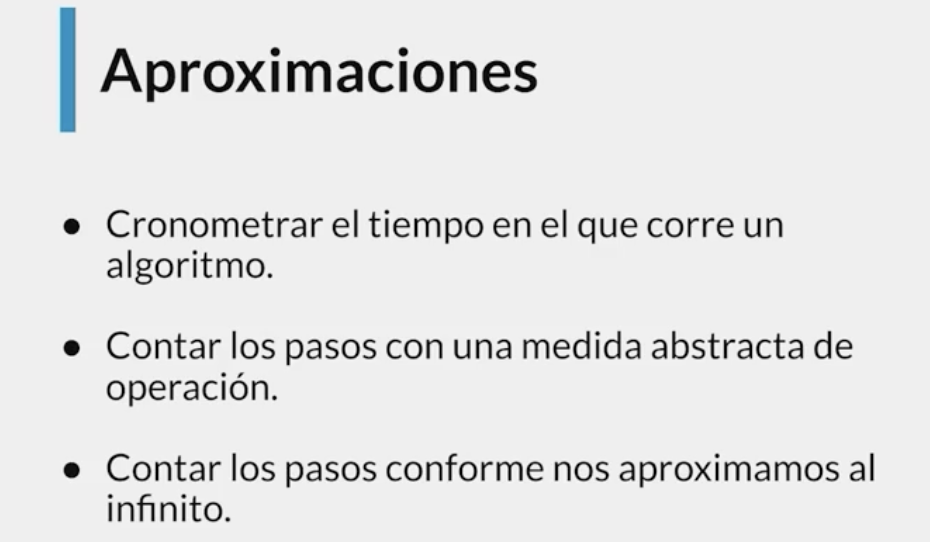 Aproximaciones
● Cronometrar el tiempo en el que corre un
algoritmo.
● Contar los pasos con una medida abstracta de
operación.
● Contar los pasos conforme nos aproximamos al
infinito.